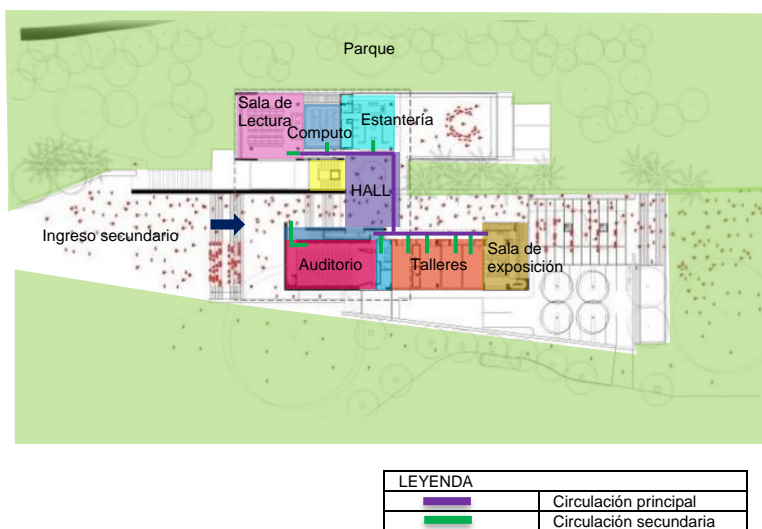 Parque
Sala de
Lectura
Computo
Estantería
HALL
Ingreso secundario
Auditorio
Talleres
Sala de
exposición
LEYENDA
Circulación principal
Circulación secundaria